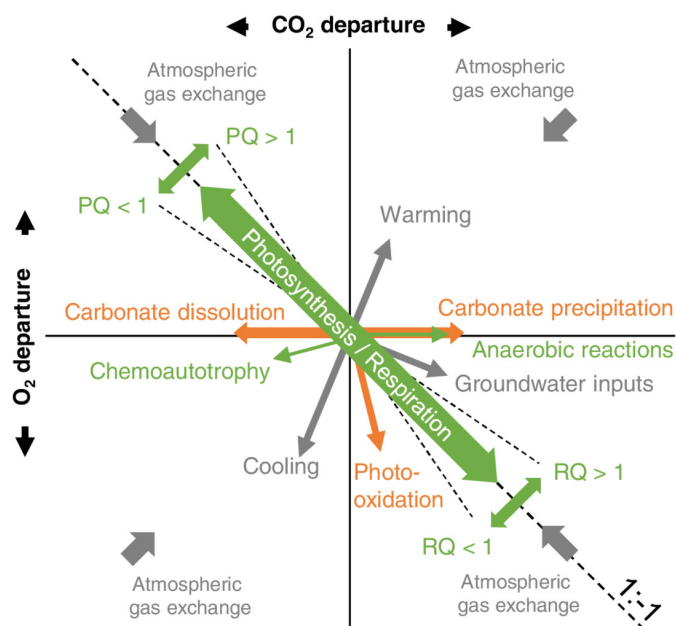 CO₂ departure
Atmospheric
gas exchange
Atmospheric
gas exchange
PQ > 1
PQ < 1
Warming
O₂ departure
Photosynthesis / Respiration
Carbonate dissolution
Carbonate precipitation
Anaerobic reactions
Chemoautotrophy
Groundwater inputs
Cooling
Photo-
oxidation
RQ > 1
RQ < 1
Atmospheric
gas exchange
Atmospheric
gas exchange
1:-1